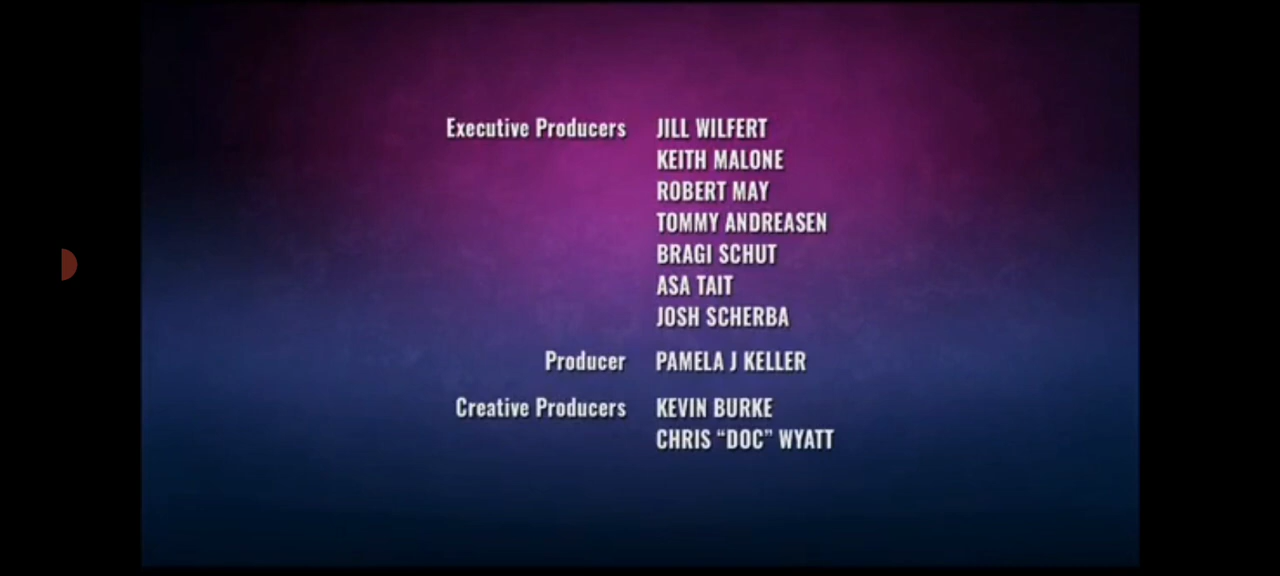 Executive Producers JILL WILFERT
KEITH MALONE
ROBERT MAY
TOMMY ANDREASEN
BRAGI SCHUT
ASA TAIT
JOSH SCHERBA
Producer PAMELA J KELLER
Creative Producers KEVIN BURKE
CHRIS “DOC” WYATT